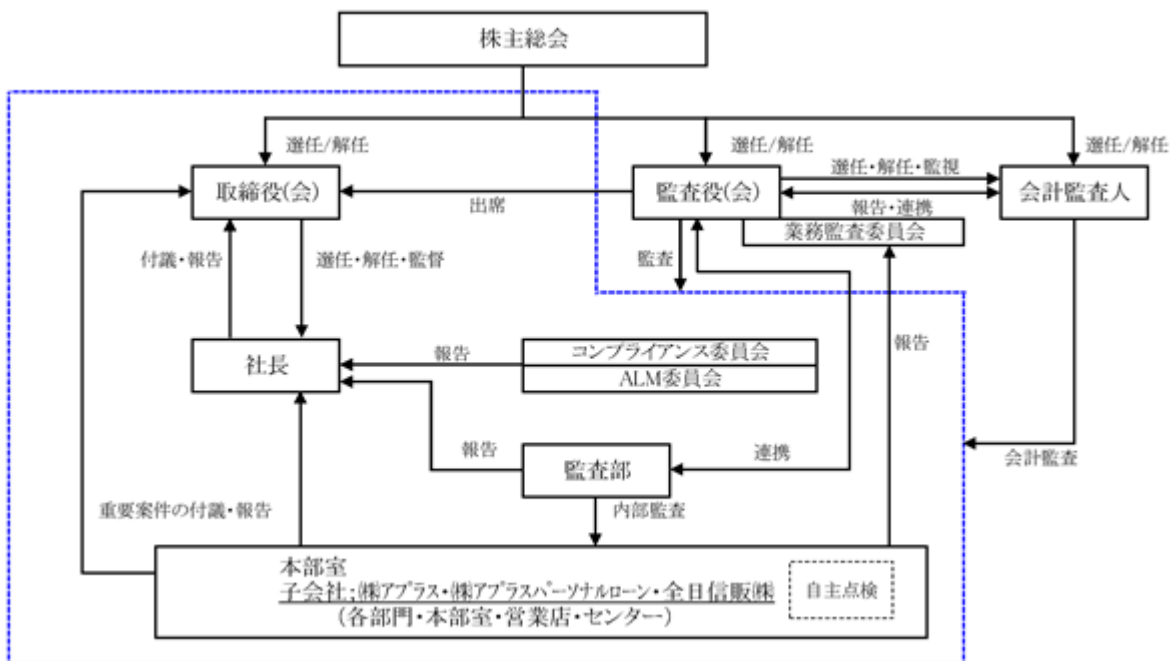 株主総会
選任/解任
選任/解任
選任/解任
取締役(会)
監査役(会)
会計監査人
選任・解任・監視
出席
報告・連携
業務監査委員会
付議・報告
選任・解任・監督
監査
社長
報告
コンプライアンス委員会
ALM委員会
報告
報告
監査部
連携
会計監査
重要案件の付議・報告
内部監査
本部室
子会社;㈱アプラス・㈱アプラスパーソナルローン・全日信販㈱
(各部門・本部室・営業店・センター)
自主点検